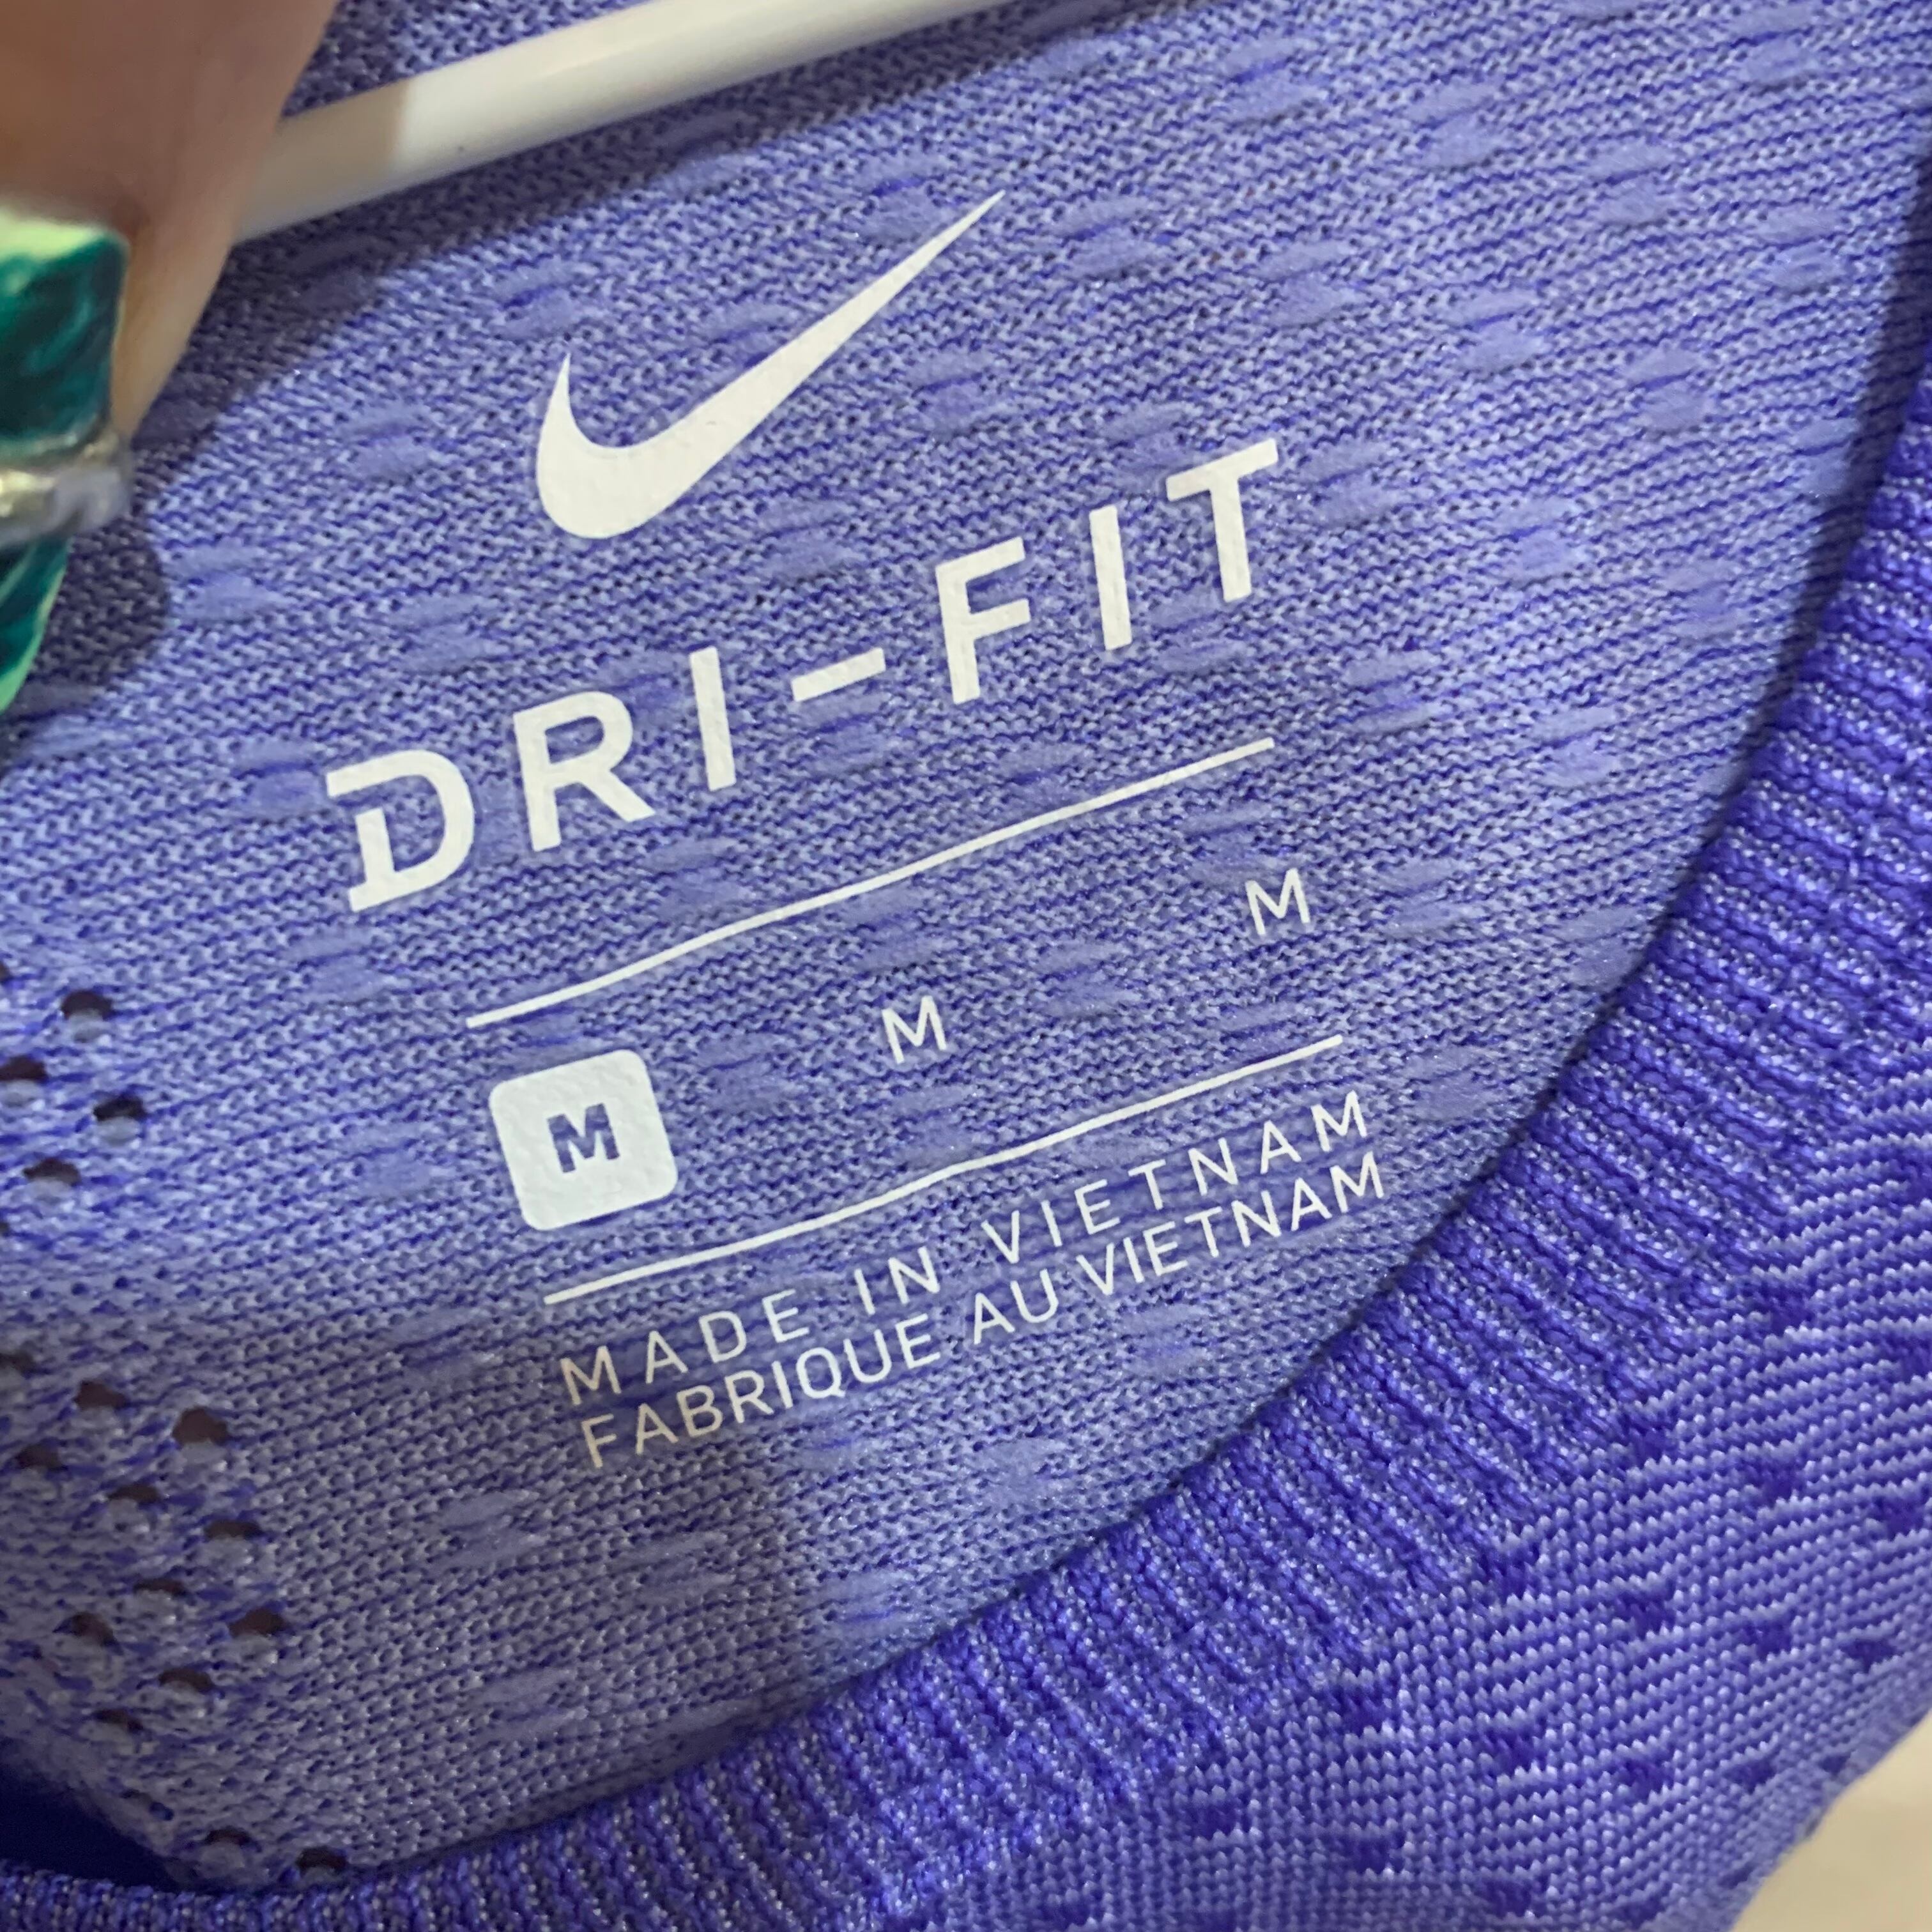 DRI-FIT
M M M
MADE IN VIETNAM
FABRIQUE AU VIETNAM